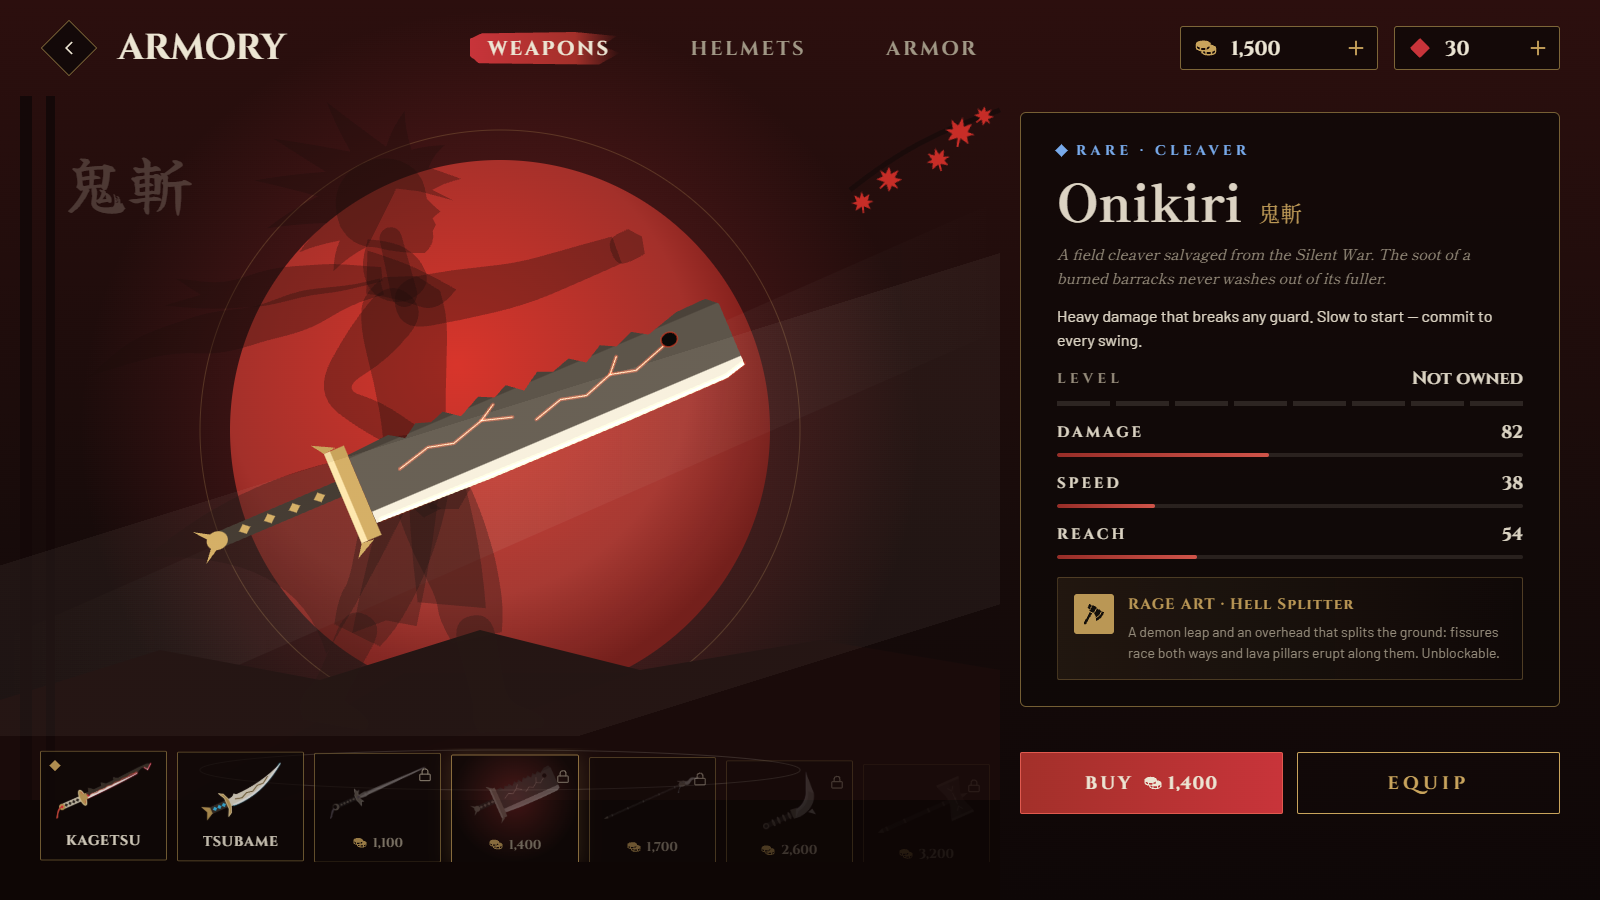 ARMORY
WEAPONS
HELMETS
ARMOR
1,500
30
鬼斬
RARE · CLEAVER
Onikiri 鬼斬
A field cleaver salvaged from the Silent War. The soot of a
burned barracks never washes out of its fuller.
Heavy damage that breaks any guard. Slow to start — commit to
every swing.
LEVEL NOT OWNED
DAMAGE 82
SPEED 38
REACH 54
RAGE ART · HELL SPLITTER
A demon leap and an overhead that splits the ground: fissures
race both ways and lava pillars erupt along them. Unblockable.
KAGETSU
TSUBAME
1,100
1,400
1,700
2,600
3,200
BUY 1,400
EQUIP